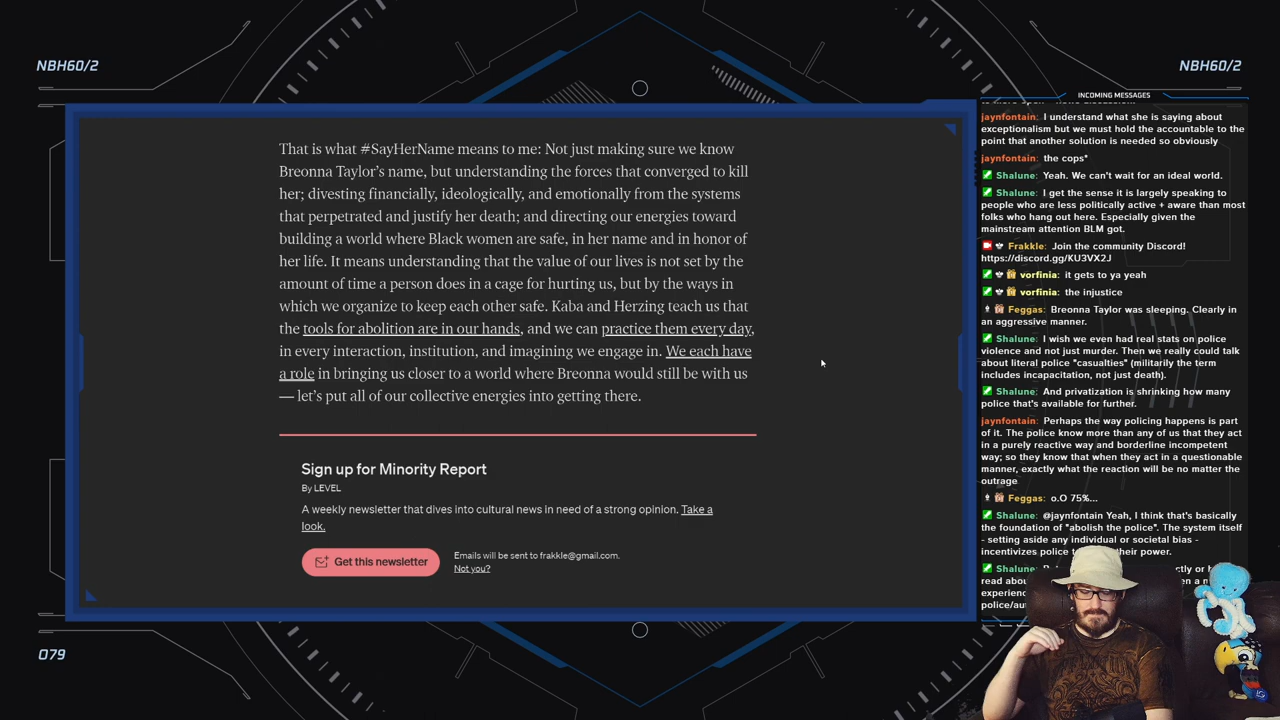 NBH60/2
NBH60/2
That is what #SayHerName means to me: Not just making sure we know
Breonna Taylor’s name, but understanding the forces that converged to kill
her; divesting financially, ideologically, and emotionally from the systems
that perpetrated and justify her death; and directing our energies toward
building a world where Black women are safe, in her name and in honor of
her life. It means understanding that the value of our lives is not set by the
amount of time a person does in a cage for hurting us, but by the ways in
which we organize to keep each other safe. Kaba and Herzing teach us that
the tools for abolition are in our hands, and we can practice them every day,
in every interaction, institution, and imagining we engage in. We each have
a role in bringing us closer to a world where Breonna would still be with us
— let’s put all of our collective energies into getting there.
Sign up for Minority Report
By LEVEL
A weekly newsletter that dives into cultural news in need of a strong opinion. Take a
look.
Get this newsletter
Emails will be sent to frakkle@gmail.com.
Not you?
079
INCOMING MESSAGES
jaynfontain: I understand what she is saying about
exceptionalism but we must hold the accountable to the
point that another solution is needed so obviously
jaynfontain: the cops*
Shalune: Yeah. We can't wait for an ideal world.
Shalune: I get the sense it is largely speaking to
people who are less politically active + aware than most
folks who hang out here. Especially given the
mainstream attention BLM got.
Frakkle: Join the community Discord!
https://discord.gg/KU3VX2J
vorfinia: it gets to ya yeah
vorfinia: the injustice
Feggas: Breonna Taylor was sleeping. Clearly in
an aggressive manner.
Shalune: I wish we even had real stats on police
violence and not just murder. Then we really could talk
about literal police "casualties" (militarily the term
includes incapacitation, not just death).
Shalune: And privatization is shrinking how many
police that's available for further.
jaynfontain: Perhaps the way policing happens is part
of it. The police know more than any of us that they act
in a purely reactive way and borderline incompetent
way; so they know that when they act in a questionable
manner, exactly what the reaction will be no matter the
outrage
Feggas: o.O 75%...
Shalune: @jaynfontain Yeah, I think that's basically
the foundation of "abolish the police". The system itself
- setting aside any individual or societal bias -
incentivizes police their power.
Shalune:
read
experienc
police/au